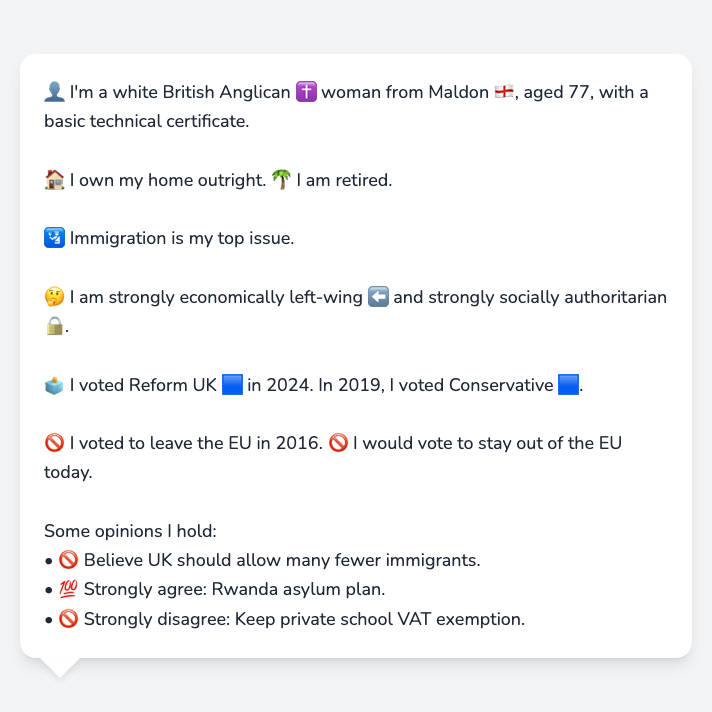 👤 I'm a white British Anglican ✝️ woman from Maldon 🏴󠁧󠁢󠁥󠁮󠁧󠁿, aged 77, with a
basic technical certificate.
🏠 I own my home outright. 🌴 I am retired.
🛂 Immigration is my top issue.
🤔 I am strongly economically left-wing ⬅️ and strongly socially authoritarian
🔒.
🗳️ I voted Reform UK 🟦 in 2024. In 2019, I voted Conservative 🟦.
🚫 I voted to leave the EU in 2016. 🚫 I would vote to stay out of the EU
today.
Some opinions I hold:
• 🚫 Believe UK should allow many fewer immigrants.
• 💯 Strongly agree: Rwanda asylum plan.
• 🚫 Strongly disagree: Keep private school VAT exemption.